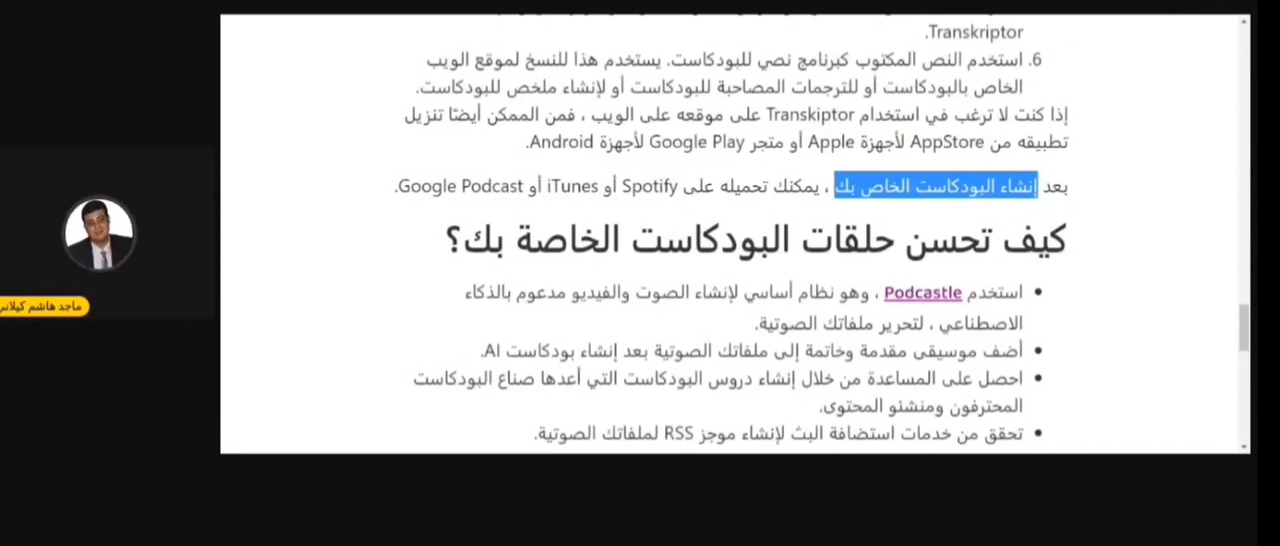 Transkriptor.
6. استخدم النص المكتوب كبرنامج نصي للبودكاست. يستخدم هذا للنسخ لموقع الويب
الخاص بالبودكاست أو للترجمات المصاحبة للبودكاست أو لإنشاء ملخص للبودكاست.
إذا كنت لا ترغب في استخدام Transkiptor على موقعه على الويب ، فمن الممكن أيضًا تنزيل
تطبيقه من AppStore لأجهزة Apple أو متجر Google Play لأجهزة Android.
بعد إنشاء البودكاست الخاص بك ، يمكنك تحميله على Spotify أو iTunes أو Google Podcast.
كيف تحسن حلقات البودكاست الخاصة بك؟
ماجد هاشم كيلاني
• استخدم Podcastle ، وهو نظام أساسي لإنشاء الصوت والفيديو مدعوم بالذكاء
الاصطناعي ، لتحرير ملفاتك الصوتية.
• أضف موسيقى مقدمة وخاتمة إلى ملفاتك الصوتية بعد إنشاء بودكاست AI.
• احصل على المساعدة من خلال إنشاء دروس البودكاست التي أعدها صناع البودكاست
المحترفون ومنشئو المحتوى.
• تحقق من خدمات استضافة البث لإنشاء موجز RSS لملفاتك الصوتية.